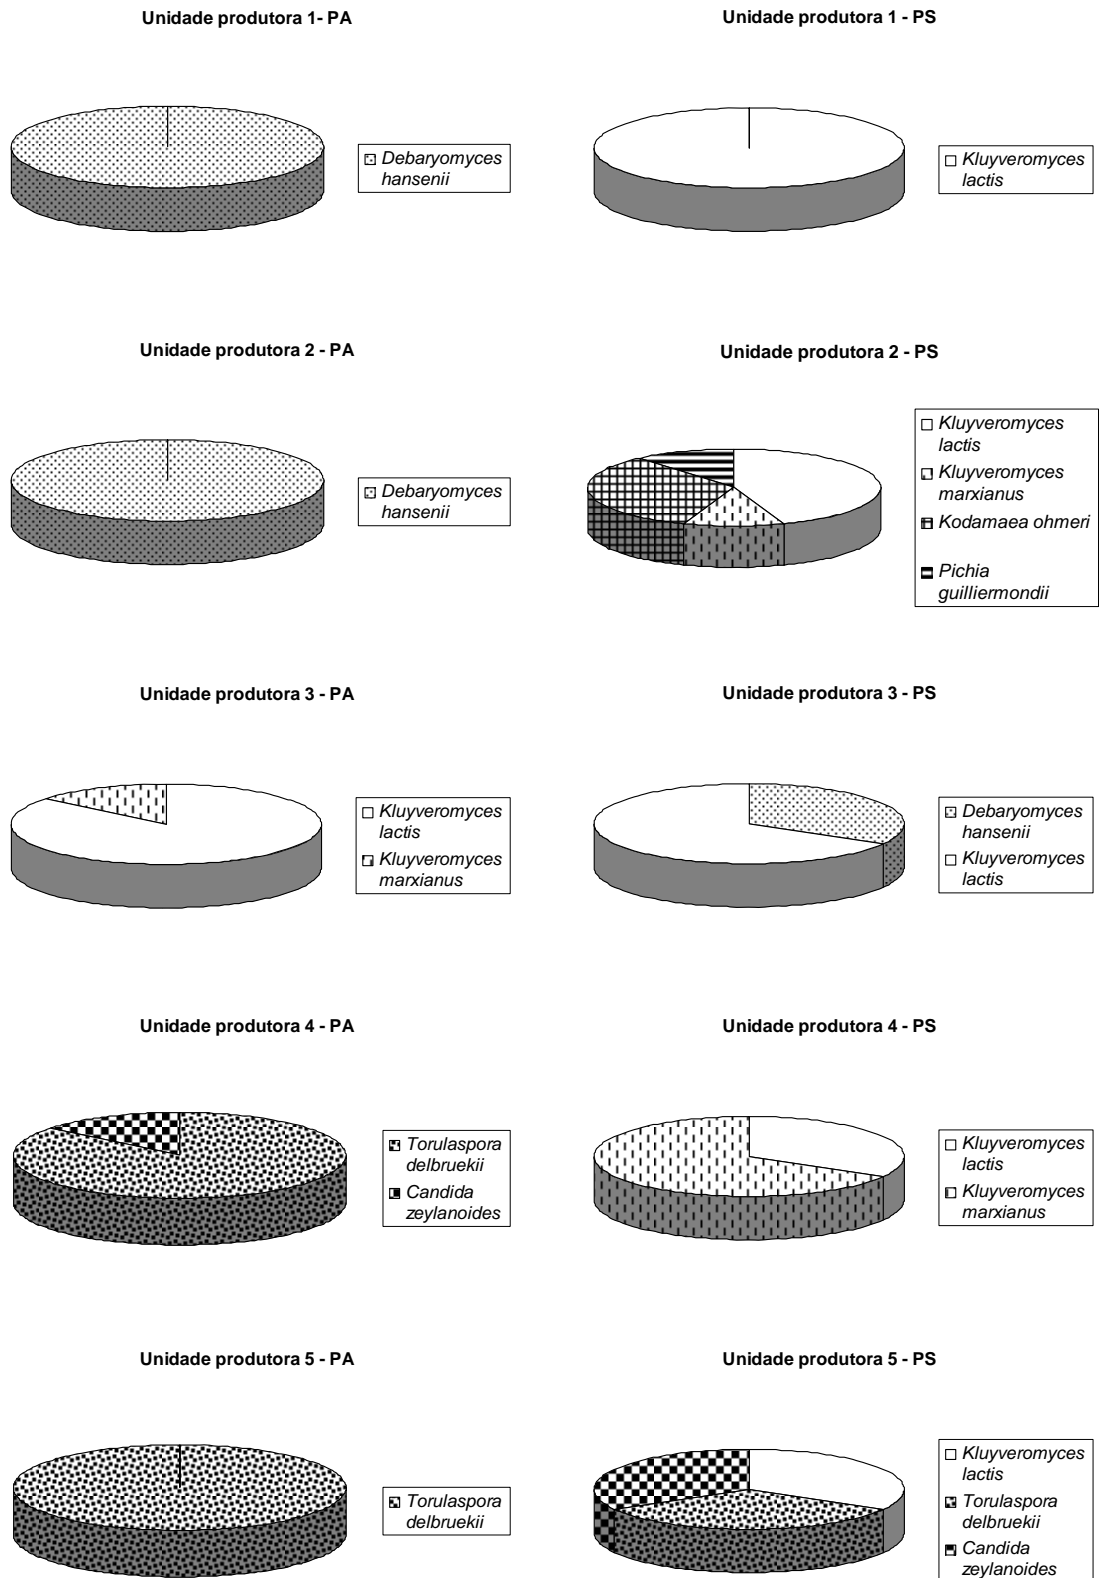 Unidade produtora 1- PA
Debaryomyces
hansenii
Unidade produtora 1 - PS
Kluyveromyces
lactis
Unidade produtora 2 - PA
Debaryomyces
hansenii
Unidade produtora 2 - PS
Kluyveromyces
lactis
Kluyveromyces
marxianus
Kodamaea ohmeri
Pichia
guilliermondii
Unidade produtora 3 - PA
Kluyveromyces
lactis
Kluyveromyces
marxianus
Unidade produtora 3 - PS
Debaryomyces
hansenii
Kluyveromyces
lactis
Unidade produtora 4 - PA
Torulaspora
delbruekii
Candida
zeylanoides
Unidade produtora 4 - PS
Kluyveromyces
lactis
Kluyveromyces
marxianus
Unidade produtora 5 - PA
Torulaspora
delbruekii
Unidade produtora 5 - PS
Kluyveromyces
lactis
Torulaspora
delbruekii
Candida
zeylanoides